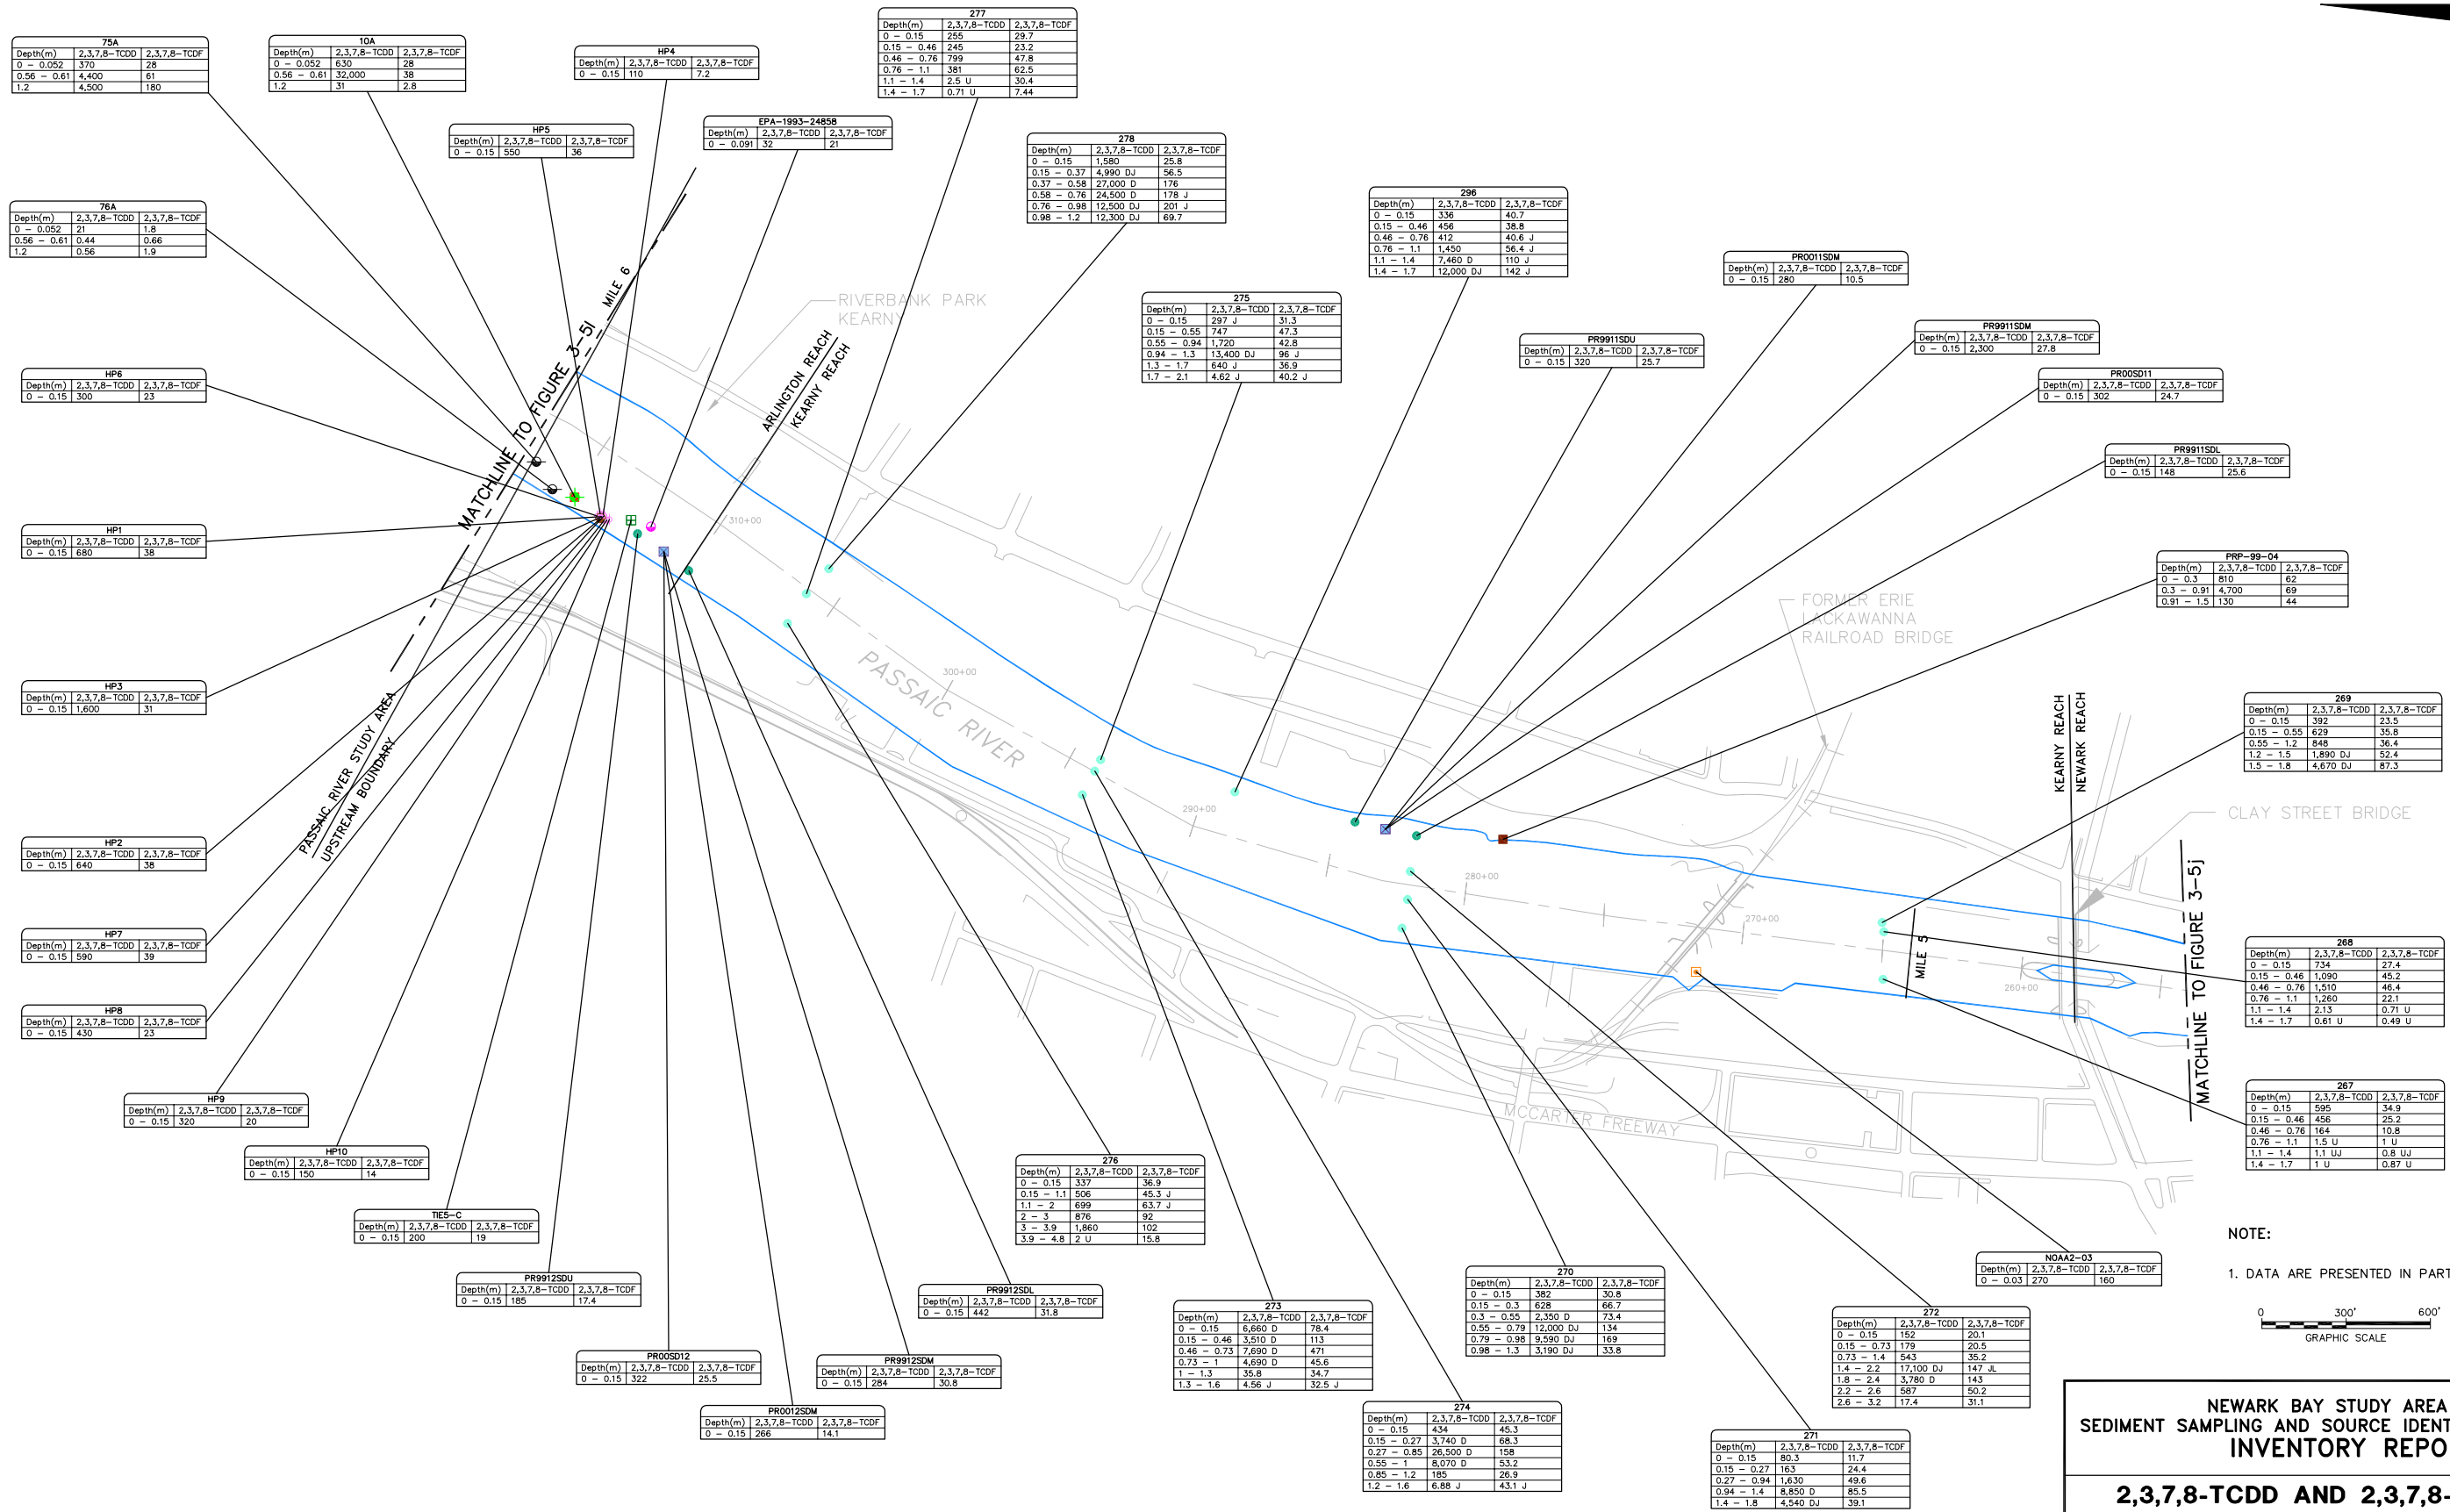 75A
Depth(m) 2,3,7,8-TCDD 2,3,7,8-TCDF
0 - 0.052 370 28
0.56 - 0.61 4,400 61
1.2 4,500 180
10A
Depth(m) 2,3,7,8-TCDD 2,3,7,8-TCDF
0 - 0.052 630 28
0.56 - 0.61 32,000 38
1.2 31 2.8
HP4
Depth(m) 2,3,7,8-TCDD 2,3,7,8-TCDF
0 - 0.15 110 7.2
277
Depth(m) 2,3,7,8-TCDD 2,3,7,8-TCDF
0 - 0.15 255 29.7
0.15 - 0.46 245 23.2
0.46 - 0.76 799 47.8
0.76 - 1.1 381 62.5
1.1 - 1.4 2.5 U 30.4
1.4 - 1.7 0.71 U 7.44
HP5
Depth(m) 2,3,7,8-TCDD 2,3,7,8-TCDF
0 - 0.15 550 36
EPA-1993-24858
Depth(m) 2,3,7,8-TCDD 2,3,7,8-TCDF
0 - 0.091 32 21
278
Depth(m) 2,3,7,8-TCDD 2,3,7,8-TCDF
0 - 0.15 1,580 25.8
0.15 - 0.37 4,990 DJ 56.5
0.37 - 0.58 27,000 D 176
0.58 - 0.76 24,500 D 178 J
0.76 - 0.98 12,500 DJ 201 J
0.98 - 1.2 12,300 DJ 69.7
296
Depth(m) 2,3,7,8-TCDD 2,3,7,8-TCDF
0 - 0.15 336 40.7
0.15 - 0.46 456 38.8
0.46 - 0.76 412 40.6 J
0.76 - 1.1 1,450 56.4 J
1.1 - 1.4 7,460 D 110 J
1.4 - 1.7 12,000 DJ 142 J
76A
Depth(m) 2,3,7,8-TCDD 2,3,7,8-TCDF
0 - 0.052 21 1.8
0.56 - 0.61 0.44 0.66
1.2 0.56 1.9
PR0011SDM
Depth(m) 2,3,7,8-TCDD 2,3,7,8-TCDF
0 - 0.15 280 10.5
275
Depth(m) 2,3,7,8-TCDD 2,3,7,8-TCDF
0 - 0.15 297 J 31.3
0.15 - 0.55 747 47.3
0.55 - 0.94 1,720 42.8
0.94 - 1.3 13,400 DJ 96 J
1.3 - 1.7 640 J 36.9
1.7 - 2.1 4.62 J 40.2 J
PR9911SDU
Depth(m) 2,3,7,8-TCDD 2,3,7,8-TCDF
0 - 0.15 320 25.7
PR9911SDM
Depth(m) 2,3,7,8-TCDD 2,3,7,8-TCDF
0 - 0.15 2,300 27.8
PR00SD11
Depth(m) 2,3,7,8-TCDD 2,3,7,8-TCDF
0 - 0.15 302 24.7
PR9911SDL
Depth(m) 2,3,7,8-TCDD 2,3,7,8-TCDF
0 - 0.15 148 25.6
PRP-99-04
Depth(m) 2,3,7,8-TCDD 2,3,7,8-TCDF
0 - 0.3 810 62
0.3 - 0.91 4,700 69
0.91 - 1.5 130 44
MATCHLINE TO FIGURE 3-5I
MILE 6
RIVERBANK PARK
KEARNY
ARLINGTON REACH
KEARNY REACH
310+00
300+00
290+00
280+00
270+00
260+00
PASSAIC RIVER
FORMER ERIE
LACKAWANNA
RAILROAD BRIDGE
KEARNY REACH
NEWARK REACH
CLAY STREET BRIDGE
MILE 5
MATCHLINE TO FIGURE 3-5j
MCCARTER FREEWAY
PASSAIC RIVER STUDY AREA
UPSTREAM BOUNDARY
HP6
Depth(m) 2,3,7,8-TCDD 2,3,7,8-TCDF
0 - 0.15 300 23
HP1
Depth(m) 2,3,7,8-TCDD 2,3,7,8-TCDF
0 - 0.15 680 38
HP3
Depth(m) 2,3,7,8-TCDD 2,3,7,8-TCDF
0 - 0.15 1,600 31
HP2
Depth(m) 2,3,7,8-TCDD 2,3,7,8-TCDF
0 - 0.15 640 38
HP7
Depth(m) 2,3,7,8-TCDD 2,3,7,8-TCDF
0 - 0.15 590 39
HP8
Depth(m) 2,3,7,8-TCDD 2,3,7,8-TCDF
0 - 0.15 430 23
HP9
Depth(m) 2,3,7,8-TCDD 2,3,7,8-TCDF
0 - 0.15 320 20
HP10
Depth(m) 2,3,7,8-TCDD 2,3,7,8-TCDF
0 - 0.15 150 14
TIE5-C
Depth(m) 2,3,7,8-TCDD 2,3,7,8-TCDF
0 - 0.15 200 19
PR9912SDU
Depth(m) 2,3,7,8-TCDD 2,3,7,8-TCDF
0 - 0.15 185 17.4
PR00SD12
Depth(m) 2,3,7,8-TCDD 2,3,7,8-TCDF
0 - 0.15 322 25.5
PR0012SDM
Depth(m) 2,3,7,8-TCDD 2,3,7,8-TCDF
0 - 0.15 266 14.1
PR9912SDM
Depth(m) 2,3,7,8-TCDD 2,3,7,8-TCDF
0 - 0.15 284 30.8
PR9912SDL
Depth(m) 2,3,7,8-TCDD 2,3,7,8-TCDF
0 - 0.15 442 31.8
276
Depth(m) 2,3,7,8-TCDD 2,3,7,8-TCDF
0 - 0.15 337 36.9
0.15 - 1.1 506 45.3 J
1.1 - 2 699 63.7 J
2 - 3 876 92
3 - 3.9 1,860 102
3.9 - 4.8 2 U 15.8
273
Depth(m) 2,3,7,8-TCDD 2,3,7,8-TCDF
0 - 0.15 6,660 D 78.4
0.15 - 0.46 3,510 D 113
0.46 - 0.73 7,690 D 471
0.73 - 1 4,690 D 45.6
1 - 1.3 35.8 34.7
1.3 - 1.6 4.56 J 32.5 J
274
Depth(m) 2,3,7,8-TCDD 2,3,7,8-TCDF
0 - 0.15 434 45.3
0.15 - 0.27 3,740 D 68.3
0.27 - 0.85 26,500 D 158
0.55 - 1 8,070 D 53.2
0.85 - 1.2 185 26.9
1.2 - 1.6 6.88 J 43.1 J
270
Depth(m) 2,3,7,8-TCDD 2,3,7,8-TCDF
0 - 0.15 382 30.8
0.15 - 0.3 628 66.7
0.3 - 0.55 2,350 D 73.4
0.55 - 0.79 12,000 DJ 134
0.79 - 0.98 9,590 DJ 169
0.98 - 1.3 3,190 DJ 33.8
271
Depth(m) 2,3,7,8-TCDD 2,3,7,8-TCDF
0 - 0.15 80.3 11.7
0.15 - 0.27 163 24.4
0.27 - 0.94 1,630 49.6
0.94 - 1.4 8,850 D 85.5
1.4 - 1.8 4,540 DJ 39.1
272
Depth(m) 2,3,7,8-TCDD 2,3,7,8-TCDF
0 - 0.15 152 20.1
0.15 - 0.73 179 20.5
0.73 - 1.4 543 35.2
1.4 - 2.2 17,100 DJ 147 JL
1.8 - 2.4 3,780 D 143
2.2 - 2.6 587 50.2
2.6 - 3.2 17.4 31.1
NOAA2-03
Depth(m) 2,3,7,8-TCDD 2,3,7,8-TCDF
0 - 0.03 270 160
269
Depth(m) 2,3,7,8-TCDD 2,3,7,8-TCDF
0 - 0.15 392 23.5
0.15 - 0.55 629 35.8
0.55 - 1.2 848 36.4
1.2 - 1.5 1,890 DJ 52.4
1.5 - 1.8 4,670 DJ 87.3
268
Depth(m) 2,3,7,8-TCDD 2,3,7,8-TCDF
0 - 0.15 734 27.4
0.15 - 0.46 1,090 45.2
0.46 - 0.76 1,510 46.4
0.76 - 1.1 1,260 22.1
1.1 - 1.4 2.13 0.71 U
1.4 - 1.7 0.61 U 0.49 U
267
Depth(m) 2,3,7,8-TCDD 2,3,7,8-TCDF
0 - 0.15 595 34.9
0.15 - 0.46 456 25.2
0.46 - 0.76 164 10.8
0.76 - 1.1 1.5 U 1 U
1.1 - 1.4 1.1 UJ 0.8 UJ
1.4 - 1.7 1 U 0.87 U
NOTE:
1. DATA ARE PRESENTED IN PART
0 300' 600'
GRAPHIC SCALE
NEWARK BAY STUDY AREA
SEDIMENT SAMPLING AND SOURCE IDENT
INVENTORY REPO
2,3,7,8-TCDD AND 2,3,7,8-